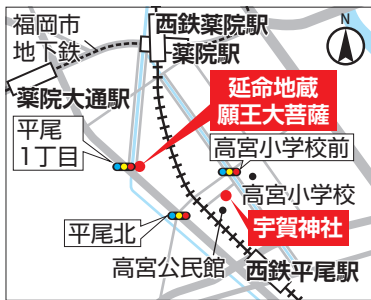 福岡市
地下鉄
西鉄薬院駅
薬院駅
N
薬院大通駅
延命地蔵
願王大菩薩
平尾
1丁目
高宮小学校前
高宮小学校
平尾北
宇賀神社
高宮公民館
西鉄平尾駅